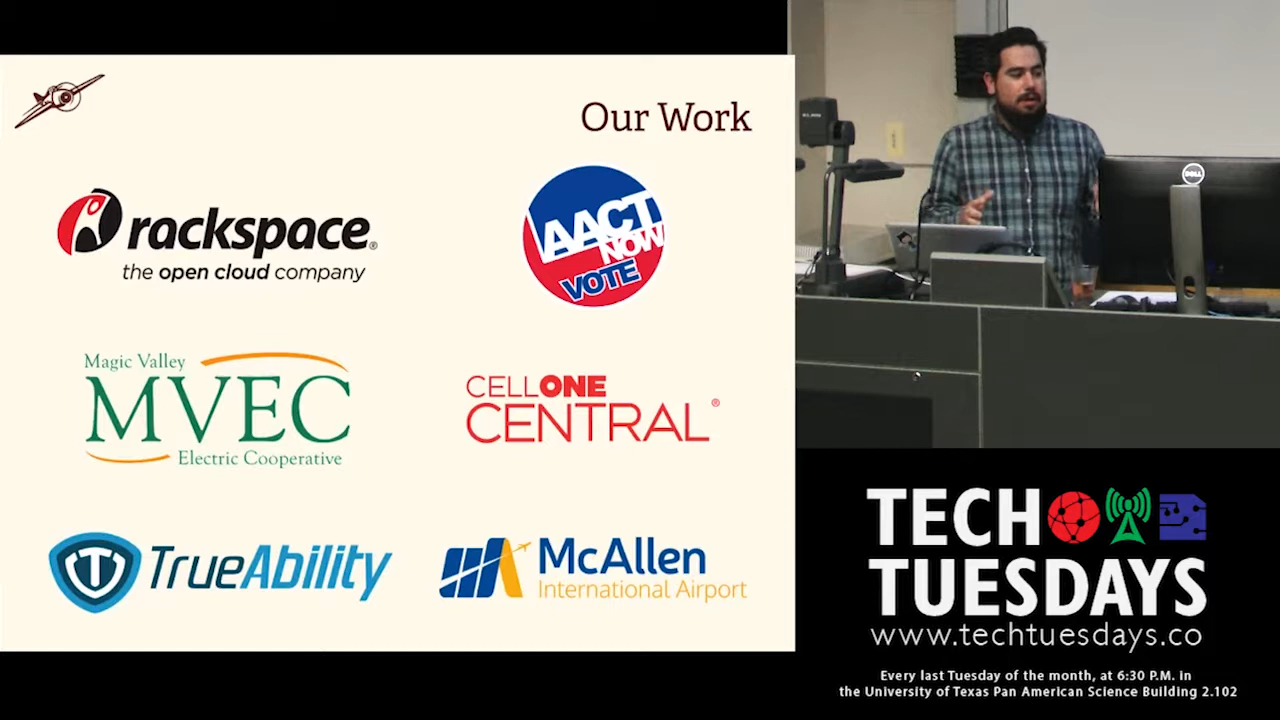 Our Work
rackspace®
the open cloud company
AACT
NOW
VOTE
Magic Valley
MVEC
Electric Cooperative
CELLONE
CENTRAL®
TrueAbility
McAllen
International Airport
DELL
TECH
TUESDAYS
www.techtuesdays.co
Every last Tuesday of the month, at 6:30 P.M. in
the University of Texas Pan American Science Building 2.102